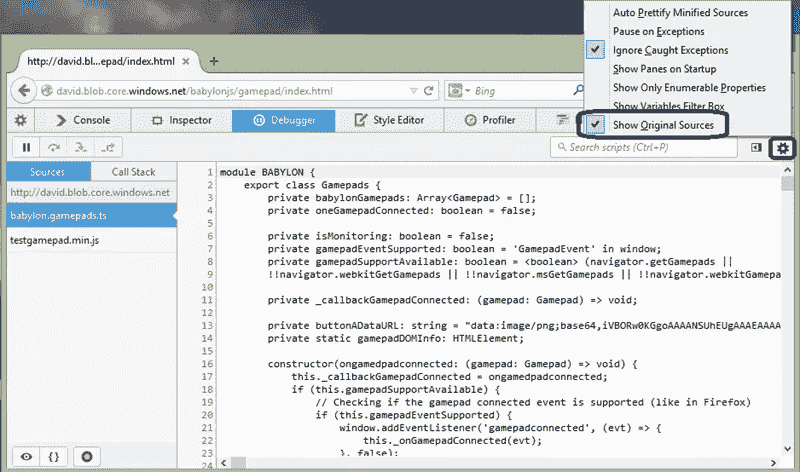 Auto Prettify Minified Sources
Pause on Exceptions
Ignore Caught Exceptions
Show Panes on Startup
Show Only Enumerable Properties
Show Variables Filter Box
Show Original Sources
http://david.bl...epad/index.html
david.blob.core.windows.net/babylonjs/gamepad/index.html
Bing
Console Inspector Debugger Style Editor Profiler
Search scripts (Ctrl+P)
Sources Call Stack
http://david.blob.core.windows.net
babylon.gamepads.ts
testgamepad.min.js
1 module BABYLON {
2 export class Gamepads {
3 private babylonGamepads: Array<Gamepad> = [];
4 private oneGamepadConnected: boolean = false;
5
6 private isMonitoring: boolean = false;
7 private gamepadEventSupported: boolean = 'GamepadEvent' in window;
8 private gamepadSupportAvailable: boolean = <boolean> (navigator.getGamepads ||
9 !!navigator.webkitGetGamepads || !!navigator.msGetGamepads || !!navigator.webkitGamepa
10
11 private _callbackGamepadConnected: (gamepad: Gamepad) => void;
12
13 private buttonADataURL: string = "data:image/png;base64,iVBORw0KGgoAAAANSUhEUgAAAEAAAA
14 private static gamepadDOMInfo: HTMLElement;
15
16 constructor(ongamedpadconnected: (gamepad: Gamepad) => void) {
17 this._callbackGamepadConnected = ongamedpadconnected;
18 if (this.gamepadSupportAvailable) {
19 // Checking if the gamepad connected event is supported (like in Firefox)
20 if (this.gamepadEventSupported) {
21 window.addEventListener('gamepadconnected', (evt) => {
22 this._onGamepadConnected(evt);
23 }, false);
24